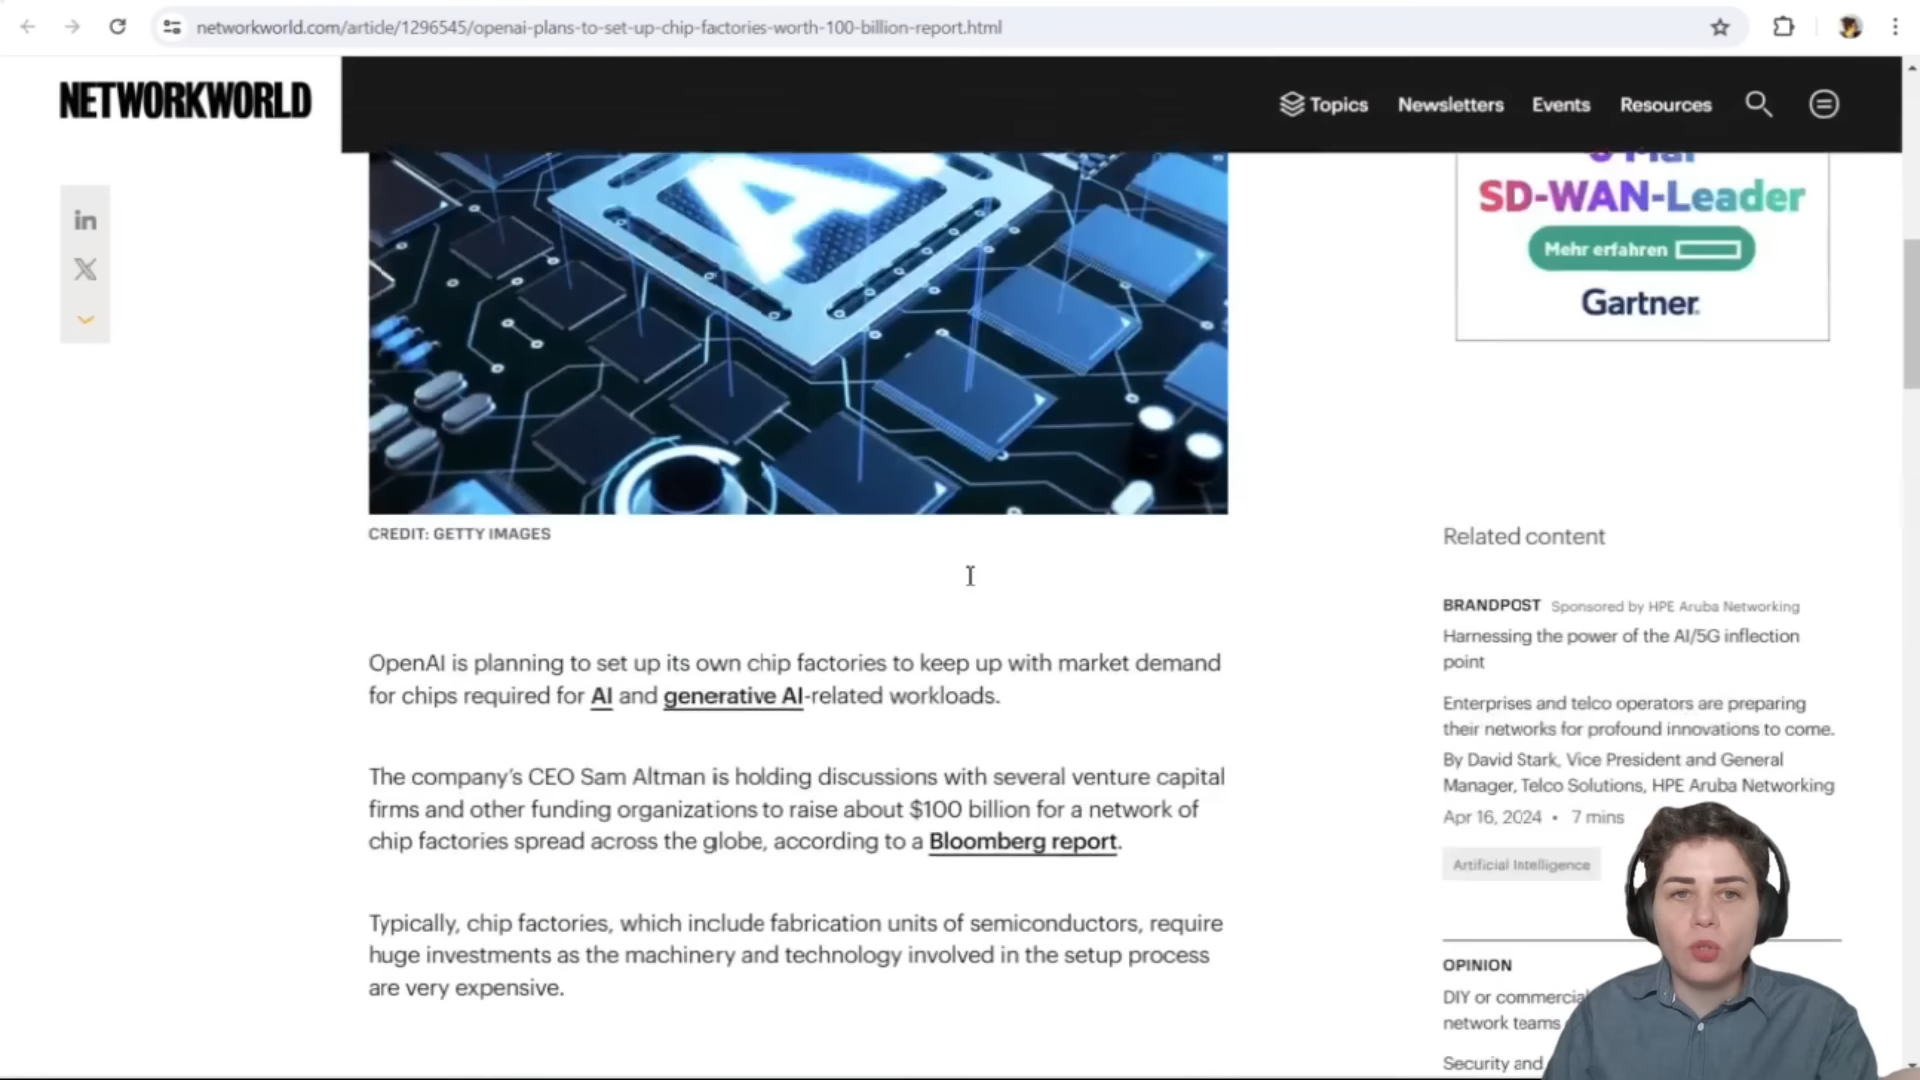 networkworld.com/article/1296545/openai-plans-to-set-up-chip-factories-worth-100-billion-report.html
NETWORKWORLD
Topics
Newsletters
Events
Resources
in
X
AI
SD-WAN-Leader
Mehr erfahren
Gartner.
CREDIT: GETTY IMAGES
OpenAI is planning to set up its own chip factories to keep up with market demand
for chips required for AI and generative AI-related workloads.
The company's CEO Sam Altman is holding discussions with several venture capital
firms and other funding organizations to raise about $100 billion for a network of
chip factories spread across the globe, according to a Bloomberg report.
Typically, chip factories, which include fabrication units of semiconductors, require
huge investments as the machinery and technology involved in the setup process
are very expensive.
Related content
BRANDPOST Sponsored by HPE Aruba Networking
Harnessing the power of the AI/5G inflection
point
Enterprises and telco operators are preparing
their networks for profound innovations to come.
By David Stark, Vice President and General
Manager, Telco Solutions, HPE Aruba Networking
Apr 16, 2024 • 7 mins
Artificial Intelligence
OPINION
DIY or commercial
network teams
Security and